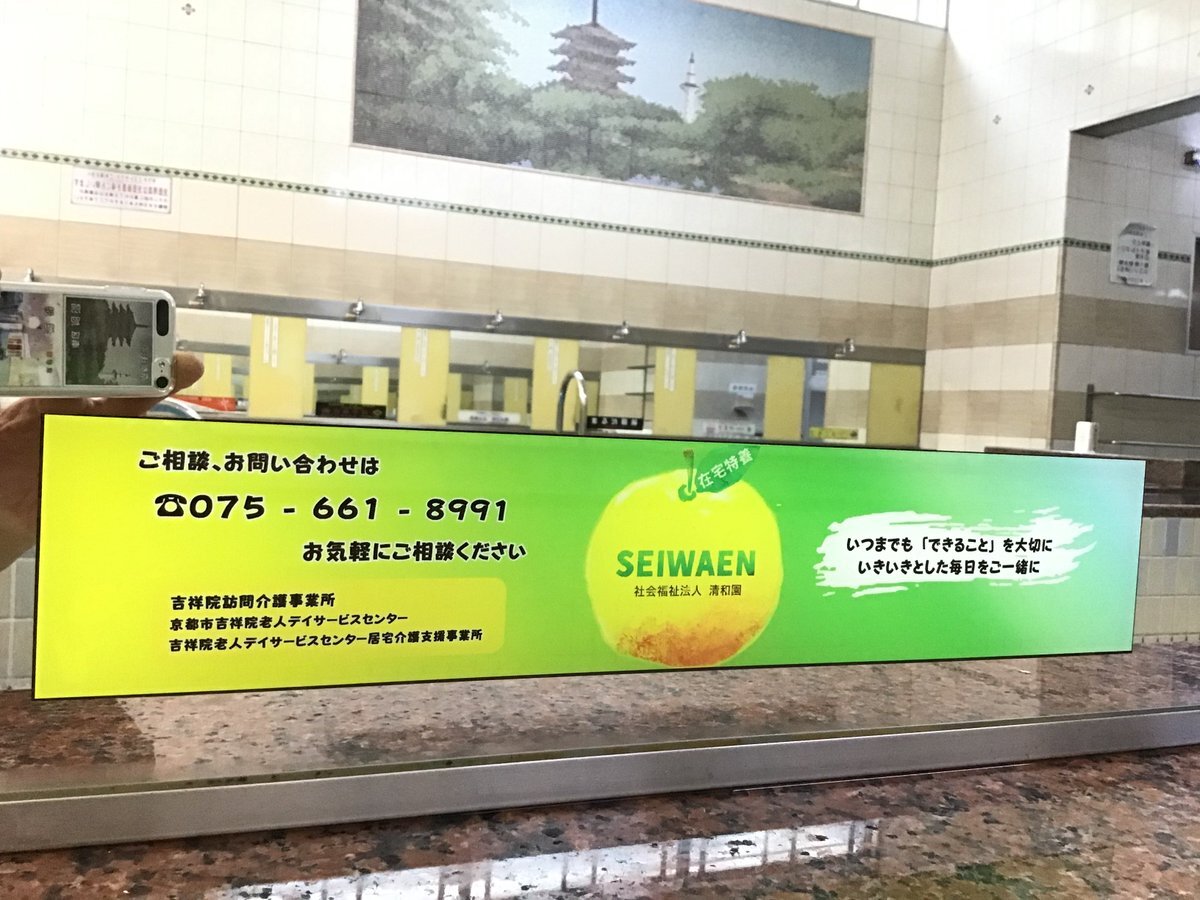 ご相談、お問い合わせは
☎075 - 661 - 8991
お気軽にご相談ください
吉祥院訪問介護事業所
京都市吉祥院老人デイサービスセンター
吉祥院老人デイサービスセンター居宅介護支援事業所
在宅特養
SEIWAEN
社会福祉法人 清和園
いつまでも「できること」を大切に
いきいきとした毎日をご一緒に